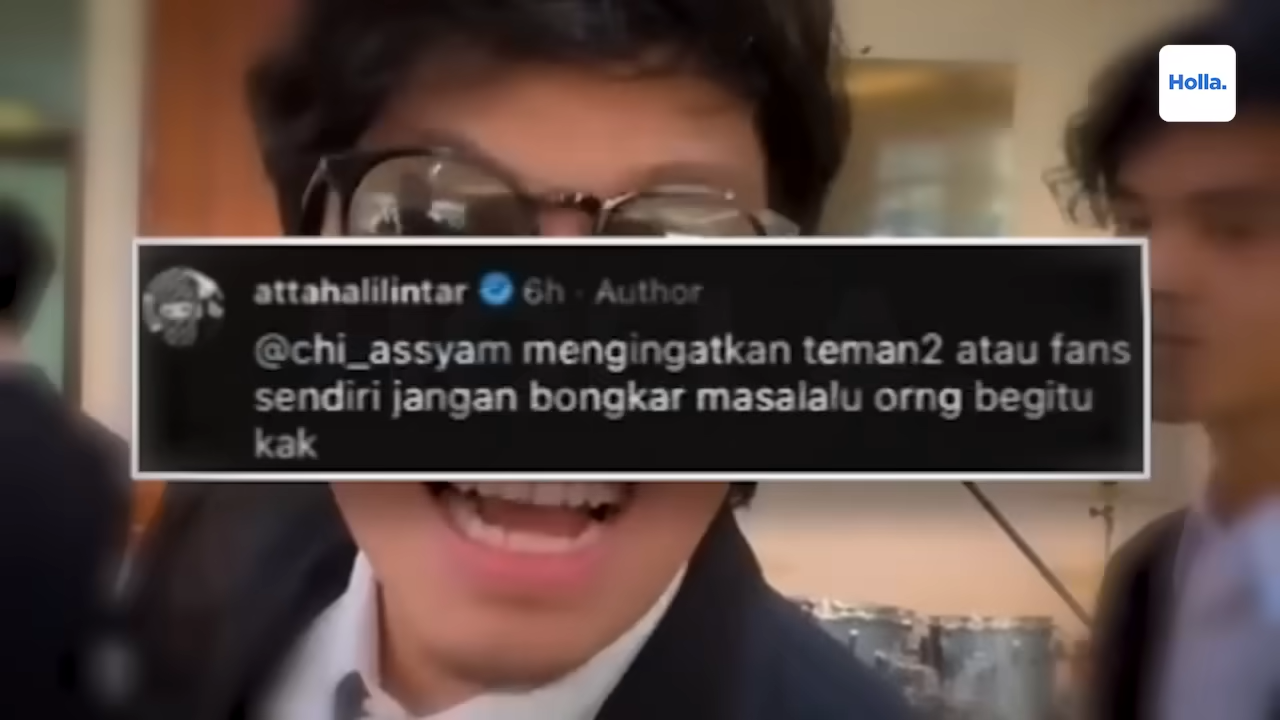 Holla.
attahalilintar 6h · Author
@chi_assyam mengingatkan teman2 atau fans
sendiri jangan bongkar masalalu orng begitu
kak